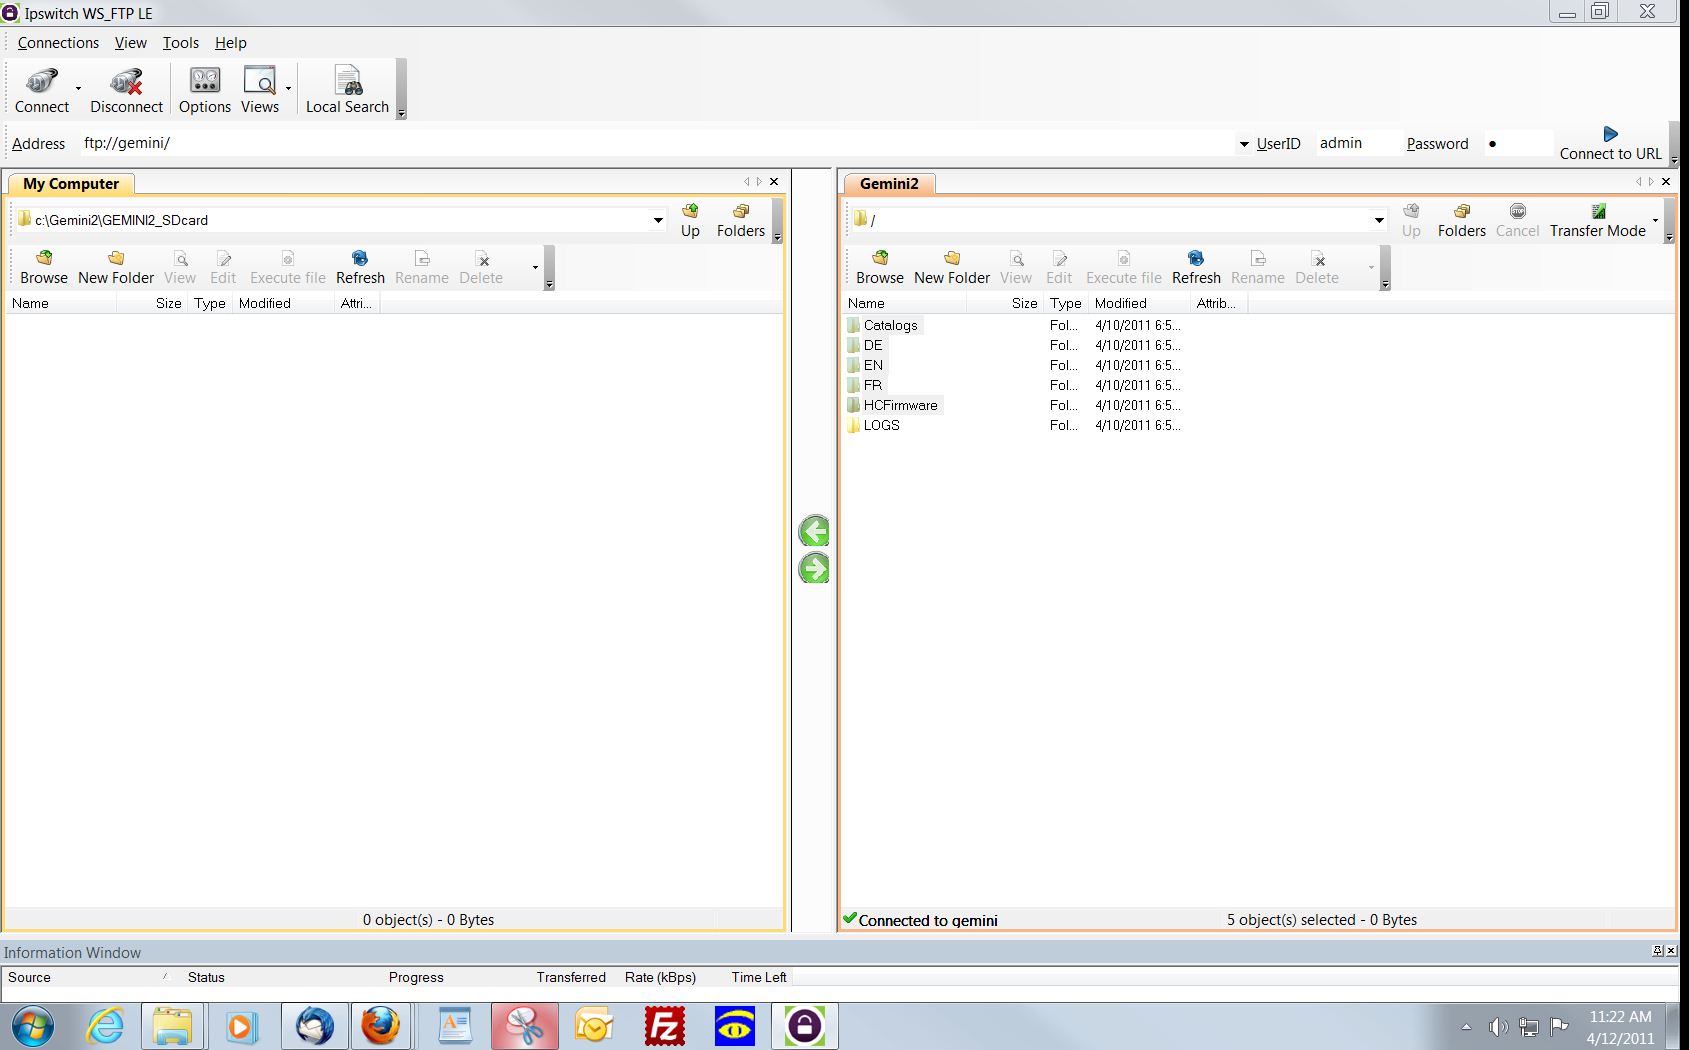 Ipswitch WS_FTP LE
Connections View Tools Help
Connect Disconnect Options Views Local Search
Address ftp://gemini/ UserID admin Password ● Connect to URL
My Computer
c:\Gemini2\GEMINI2_SDcard Up Folders
Browse New Folder View Edit Execute file Refresh Rename Delete
Name Size Type Modified Attri...
0 object(s) - 0 Bytes
Gemini2
/ Up Folders Cancel Transfer Mode
Browse New Folder View Edit Execute file Refresh Rename Delete
Name Size Type Modified Attrib...
Catalogs Fol... 4/10/2011 6:5...
DE Fol... 4/10/2011 6:5...
EN Fol... 4/10/2011 6:5...
FR Fol... 4/10/2011 6:5...
HCFirmware Fol... 4/10/2011 6:5...
LOGS Fol... 4/10/2011 6:5...
Connected to gemini 5 object(s) selected - 0 Bytes
Information Window
Source Status Progress Transferred Rate (kBps) Time Left
11:22 AM
4/12/2011